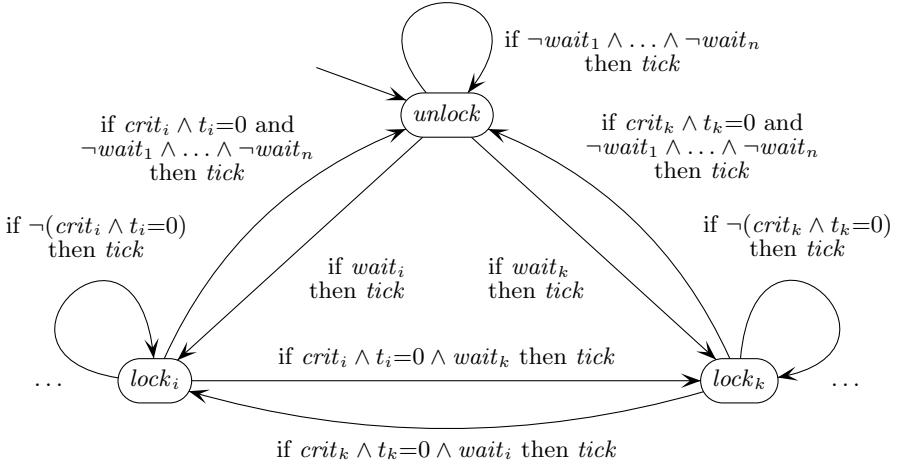 if ¬wait₁ ∧ … ∧ ¬waitₙ
then tick
unlock
if critᵢ ∧ tᵢ=0 and
¬wait₁ ∧ … ∧ ¬waitₙ
then tick
if critₖ ∧ tₖ=0 and
¬wait₁ ∧ … ∧ ¬waitₙ
then tick
if ¬(critᵢ ∧ tᵢ=0)
then tick
if ¬(critₖ ∧ tₖ=0)
then tick
if waitᵢ
then tick
if waitₖ
then tick
if critᵢ ∧ tᵢ=0 ∧ waitₖ then tick
… lockᵢ
lockₖ …
if critₖ ∧ tₖ=0 ∧ waitᵢ then tick